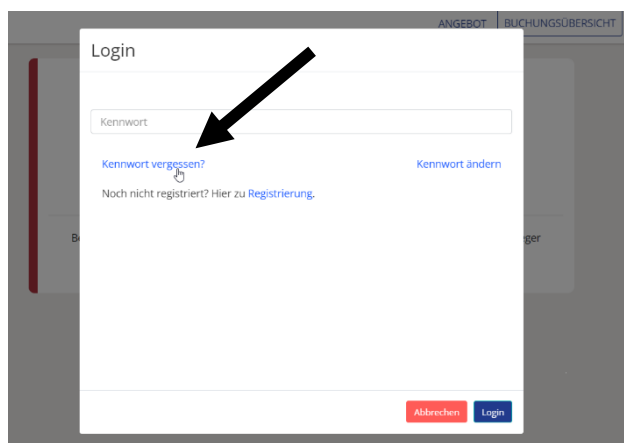 ANGEBOT
BUCHUNGSÜBERSICHT
Login
Kennwort
Kennwort vergessen?
Kennwort ändern
Noch nicht registriert? Hier zu Registrierung.
Abbrechen
Login